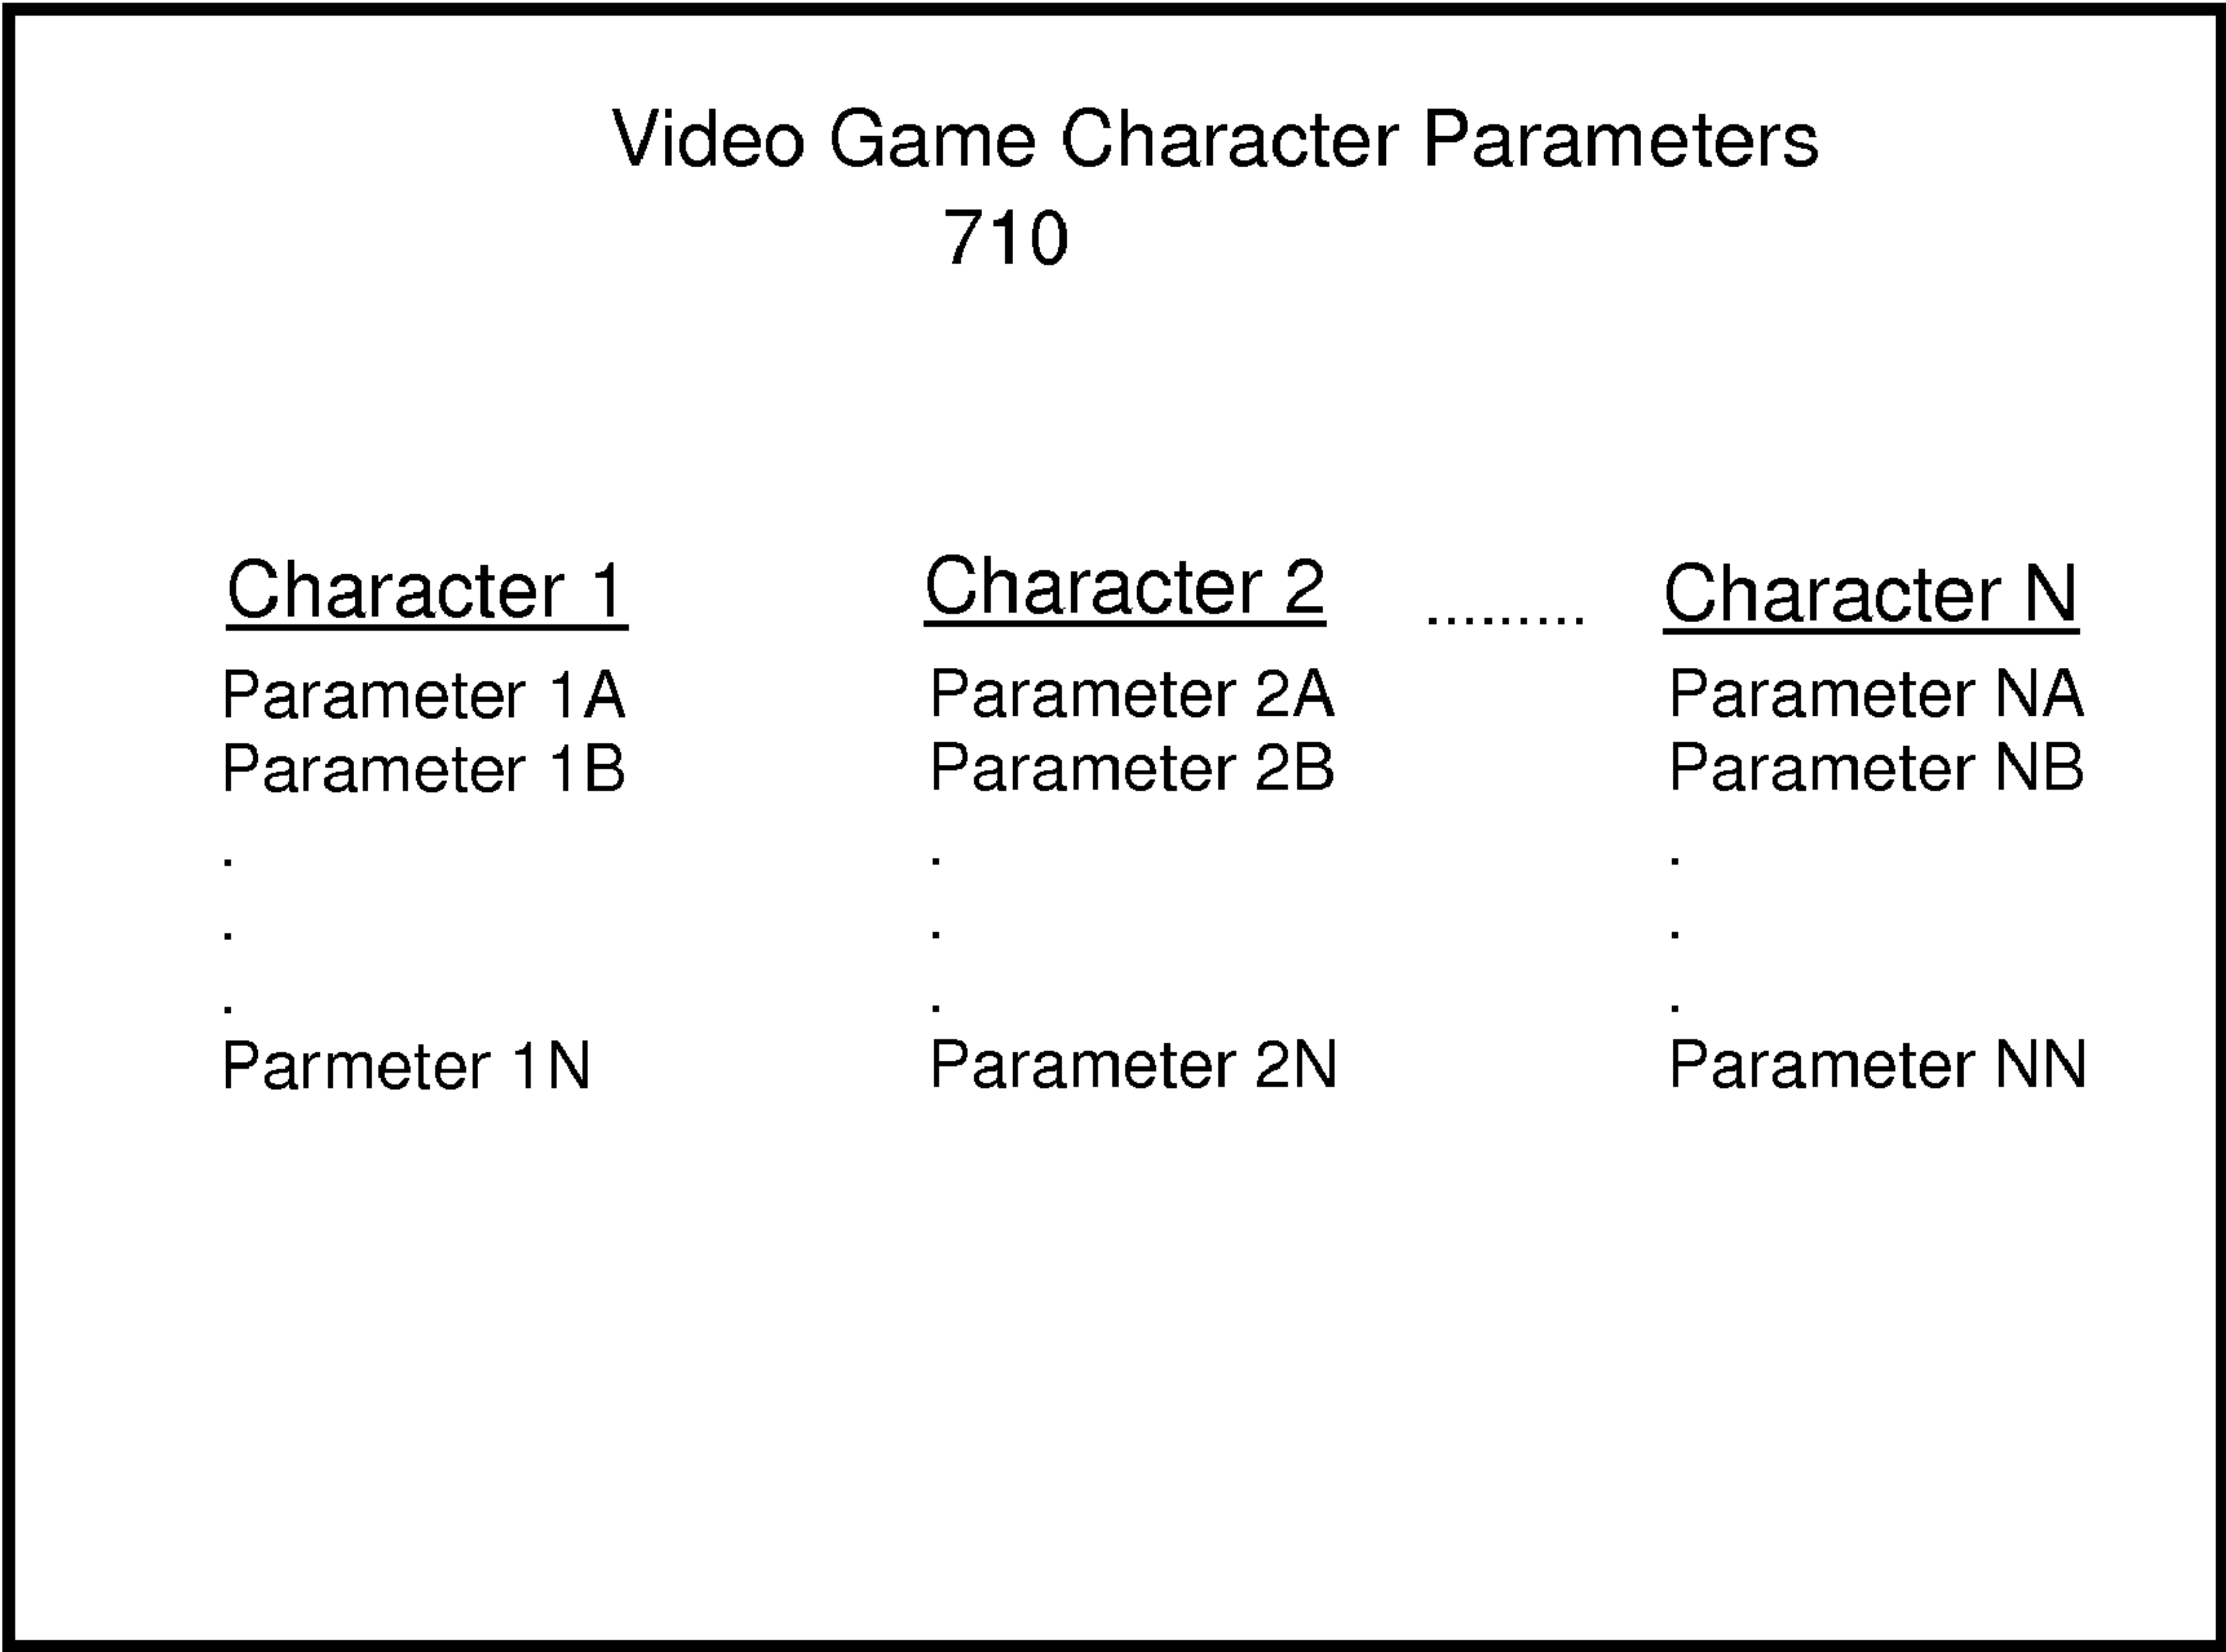 Video Game Character Parameters
710
Character 1 Character 2 ......... Character N
Parameter 1A Parameter 2A Parameter NA
Parameter 1B Parameter 2B Parameter NB
. . .
. . .
. . .
Parmeter 1N Parameter 2N Parameter NN